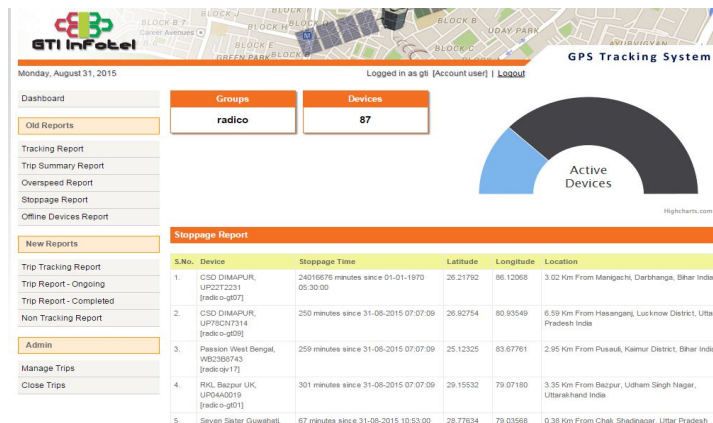 BLOCK J
BLOCK B 7
BLOCK H
BLOCK C
BLOCK B
Career Avenues
UDAY PARK
BLOCK E
BLOCK C
GREEN PARK
BLOCK B
AYURVIGYAN
GTI Infotel
GPS Tracking System
Monday, August 31, 2015
Logged in as gti [Account user] | Logout
Dashboard
Old Reports
Tracking Report
Trip Summary Report
Overspeed Report
Stoppage Report
Offline Devices Report
New Reports
Trip Tracking Report
Trip Report - Ongoing
Trip Report - Completed
Non Tracking Report
Admin
Manage Trips
Close Trips
Groups Devices
radico 87
Active
Devices
Highcharts.com
Stoppage Report
S.No. Device Stoppage Time Latitude Longitude Location
1. CSD DIMAPUR, 24016676 minutes since 01-01-1970 26.21792 86.12068 3.02 Km From Manigachi, Darbhanga, Bihar India
UP22T2231 05:30:00
[radico-gt07]
2. CSD DIMAPUR, 250 minutes since 31-08-2015 07:07:09 26.92754 80.93549 6.59 Km From Hasanganj, Lucknow District, Utta
UP78CN7314 Pradesh India
[radico-gt09]
3. Passion West Bengal, 259 minutes since 31-08-2015 07:07:09 25.12325 83.67761 2.95 Km From Pusauli, Kaimur District, Bihar Indi
WB23B8743
[radicojv17]
4. RKL Bazpur UK, 301 minutes since 31-08-2015 07:07:09 29.15532 79.07180 3.35 Km From Bazpur, Udham Singh Nagar,
UP04A0019 Uttarakhand India
[radico-gt01]
5. Seven Sister Guwahati, 67 minutes since 31-08-2015 10:53:00 28.77634 79.03568 0.38 Km From Chak Shadinagar, Uttar Pradesh